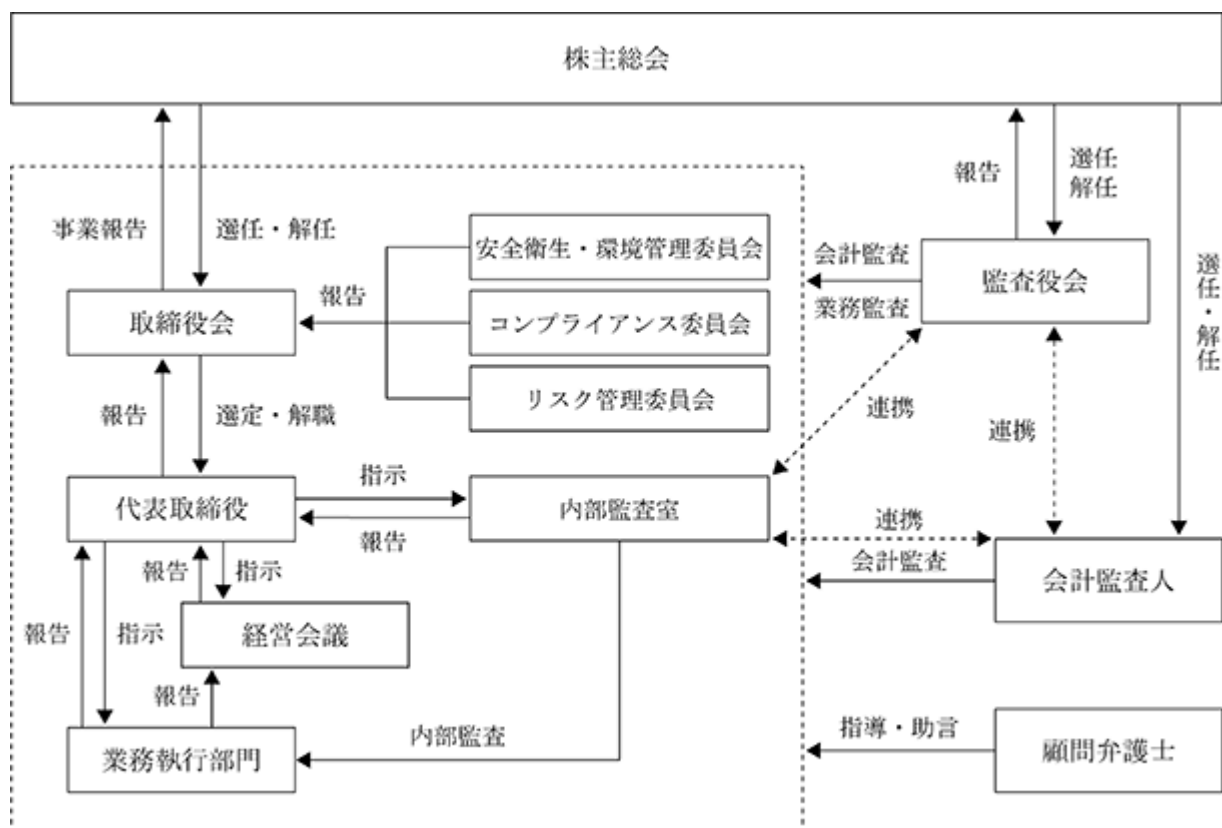 株主総会
報告
選任
解任
事業報告
選任・解任
安全衛生・環境管理委員会
会計監査
業務監査
監査役会
選任・解任
取締役会
報告
コンプライアンス委員会
リスク管理委員会
連携
連携
報告
選定・解職
代表取締役
指示
報告
内部監査室
連携
会計監査
会計監査人
報告
指示
報告
指示
経営会議
報告
業務執行部門
内部監査
指導・助言
顧問弁護士